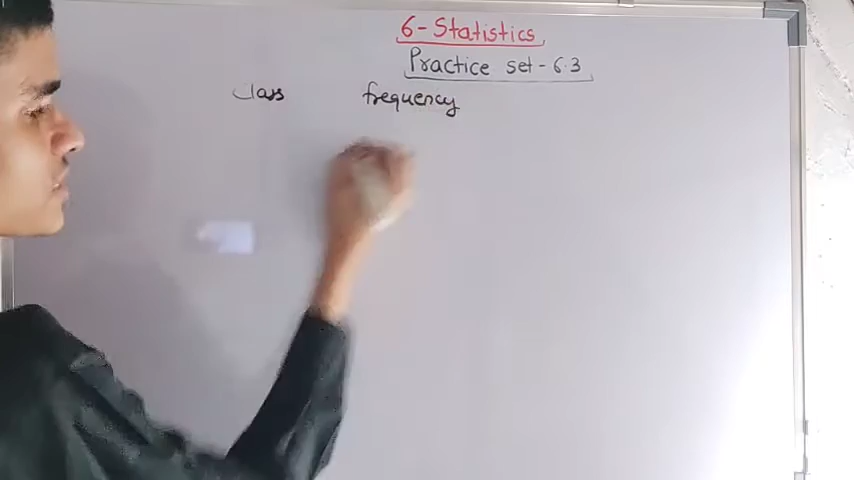 6- Statistics
Practice set - 6.3
Class frequency